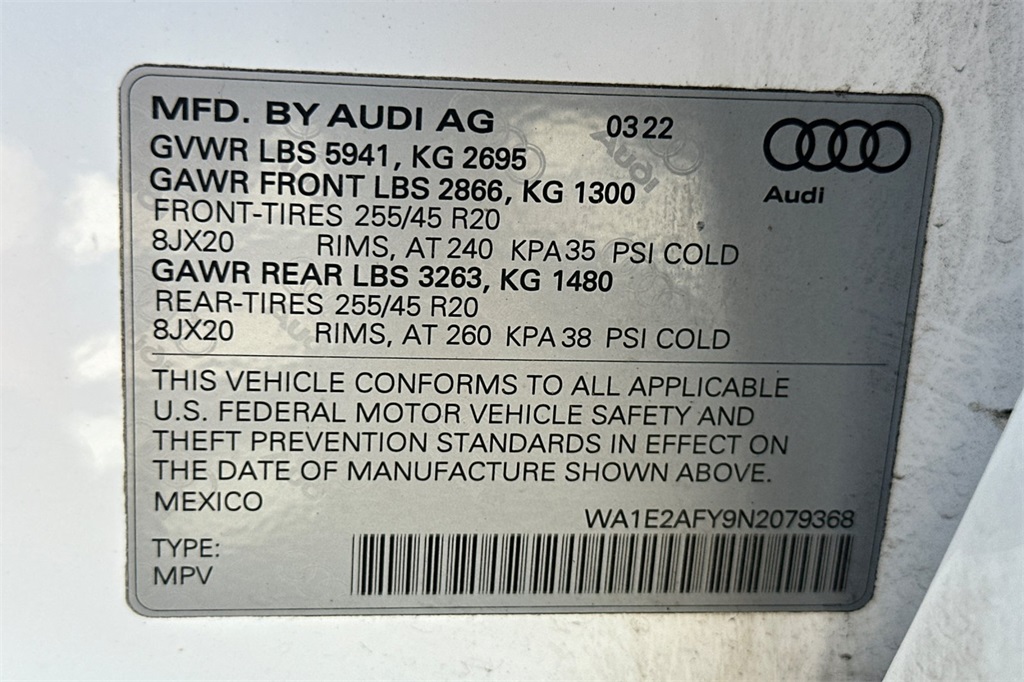 MFD. BY AUDI AG 03 22
GVWR LBS 5941, KG 2695
GAWR FRONT LBS 2866, KG 1300
FRONT-TIRES 255/45 R20
8JX20 RIMS, AT 240 KPA 35 PSI COLD
GAWR REAR LBS 3263, KG 1480
REAR-TIRES 255/45 R20
8JX20 RIMS, AT 260 KPA 38 PSI COLD
Audi
THIS VEHICLE CONFORMS TO ALL APPLICABLE
U.S. FEDERAL MOTOR VEHICLE SAFETY AND
THEFT PREVENTION STANDARDS IN EFFECT ON
THE DATE OF MANUFACTURE SHOWN ABOVE.
MEXICO
WA1E2AFY9N2079368
TYPE:
MPV